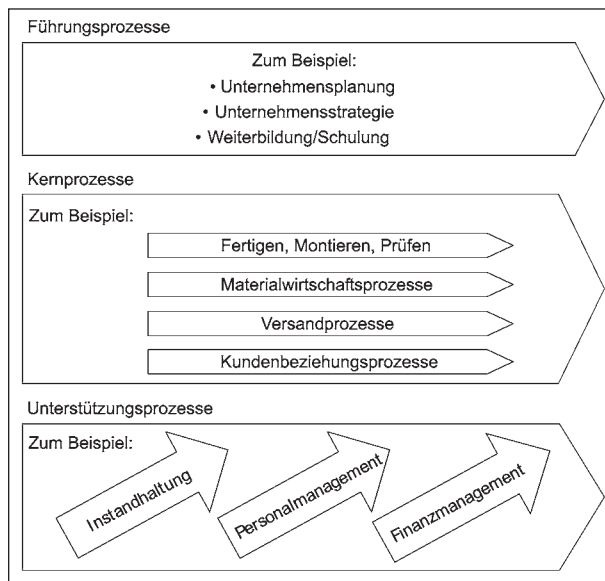 Führungsprozesse
Zum Beispiel:
• Unternehmensplanung
• Unternehmensstrategie
• Weiterbildung/Schulung
Kernprozesse
Zum Beispiel:
Fertigen, Montieren, Prüfen
Materialwirtschaftsprozesse
Versandprozesse
Kundenbeziehungsprozesse
Unterstützungsprozesse
Zum Beispiel:
Instandhaltung
Personalmanagement
Finanzmanagement